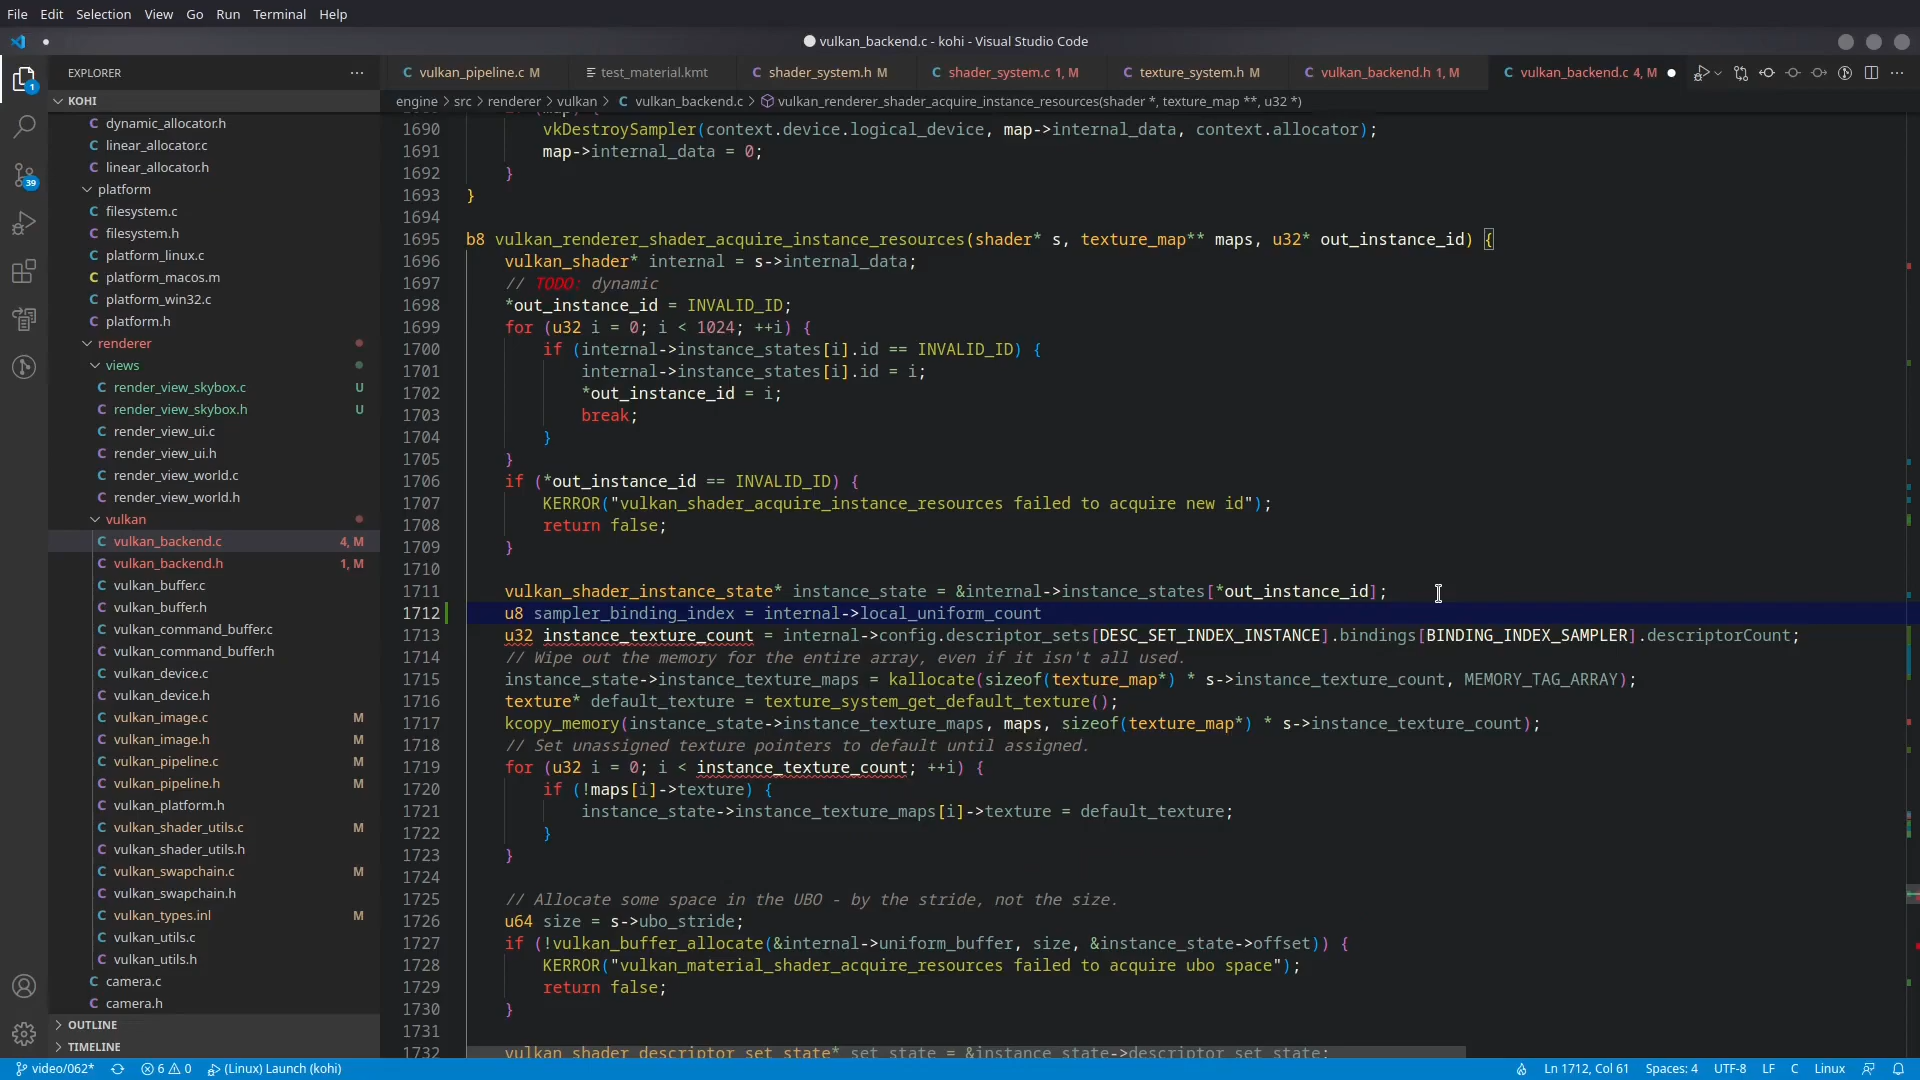 File Edit Selection View Go Run Terminal Help
● vulkan_backend.c - kohi - Visual Studio Code
EXPLORER
vulkan_pipeline.c M test_material.kmt shader_system.h M shader_system.c 1, M texture_system.h M vulkan_backend.h 1, M vulkan_backend.c 4, M
KOHI
engine > src > renderer > vulkan > C vulkan_backend.c > vulkan_renderer_shader_acquire_instance_resources(shader *, texture_map **, u32 *)
dynamic_allocator.h
linear_allocator.c
linear_allocator.h
platform
filesystem.c
filesystem.h
platform_linux.c
platform_macos.m
platform_win32.c
platform.h
renderer
views
render_view_skybox.c U
render_view_skybox.h U
render_view_ui.c
render_view_ui.h
render_view_world.c
render_view_world.h
vulkan
vulkan_backend.c 4, M
vulkan_backend.h 1, M
vulkan_buffer.c
vulkan_buffer.h
vulkan_command_buffer.c
vulkan_command_buffer.h
vulkan_device.c
vulkan_device.h
vulkan_image.c M
vulkan_image.h M
vulkan_pipeline.c M
vulkan_pipeline.h M
vulkan_platform.h
vulkan_shader_utils.c M
vulkan_shader_utils.h
vulkan_swapchain.c M
vulkan_swapchain.h
vulkan_types.inl M
vulkan_utils.c
vulkan_utils.h
camera.c
camera.h
OUTLINE
TIMELINE
1
39
1690 vkDestroySampler(context.device.logical_device, map->internal_data, context.allocator);
1691 map->internal_data = 0;
1692 }
1693 }
1694
1695 b8 vulkan_renderer_shader_acquire_instance_resources(shader* s, texture_map** maps, u32* out_instance_id) {
1696 vulkan_shader* internal = s->internal_data;
1697 // TODO: dynamic
1698 *out_instance_id = INVALID_ID;
1699 for (u32 i = 0; i < 1024; ++i) {
1700 if (internal->instance_states[i].id == INVALID_ID) {
1701 internal->instance_states[i].id = i;
1702 *out_instance_id = i;
1703 break;
1704 }
1705 }
1706 if (*out_instance_id == INVALID_ID) {
1707 KERROR("vulkan_shader_acquire_instance_resources failed to acquire new id");
1708 return false;
1709 }
1710
1711 vulkan_shader_instance_state* instance_state = &internal->instance_states[*out_instance_id];
1712 u8 sampler_binding_index = internal->local_uniform_count
1713 u32 instance_texture_count = internal->config.descriptor_sets[DESC_SET_INDEX_INSTANCE].bindings[BINDING_INDEX_SAMPLER].descriptorCount;
1714 // Wipe out the memory for the entire array, even if it isn't all used.
1715 instance_state->instance_texture_maps = kallocate(sizeof(texture_map*) * s->instance_texture_count, MEMORY_TAG_ARRAY);
1716 texture* default_texture = texture_system_get_default_texture();
1717 kcopy_memory(instance_state->instance_texture_maps, maps, sizeof(texture_map*) * s->instance_texture_count);
1718 // Set unassigned texture pointers to default until assigned.
1719 for (u32 i = 0; i < instance_texture_count; ++i) {
1720 if (!maps[i]->texture) {
1721 instance_state->instance_texture_maps[i]->texture = default_texture;
1722 }
1723 }
1724
1725 // Allocate some space in the UBO - by the stride, not the size.
1726 u64 size = s->ubo_stride;
1727 if (!vulkan_buffer_allocate(&internal->uniform_buffer, size, &instance_state->offset)) {
1728 KERROR("vulkan_material_shader_acquire_resources failed to acquire ubo space");
1729 return false;
1730 }
1731
1732 vulkan_shader_descriptor_set_state* set_state = &instance_state->descriptor_set_state;
video/062* 6 0 (Linux) Launch (kohi) Ln 1712, Col 61 Spaces: 4 UTF-8 LF C Linux